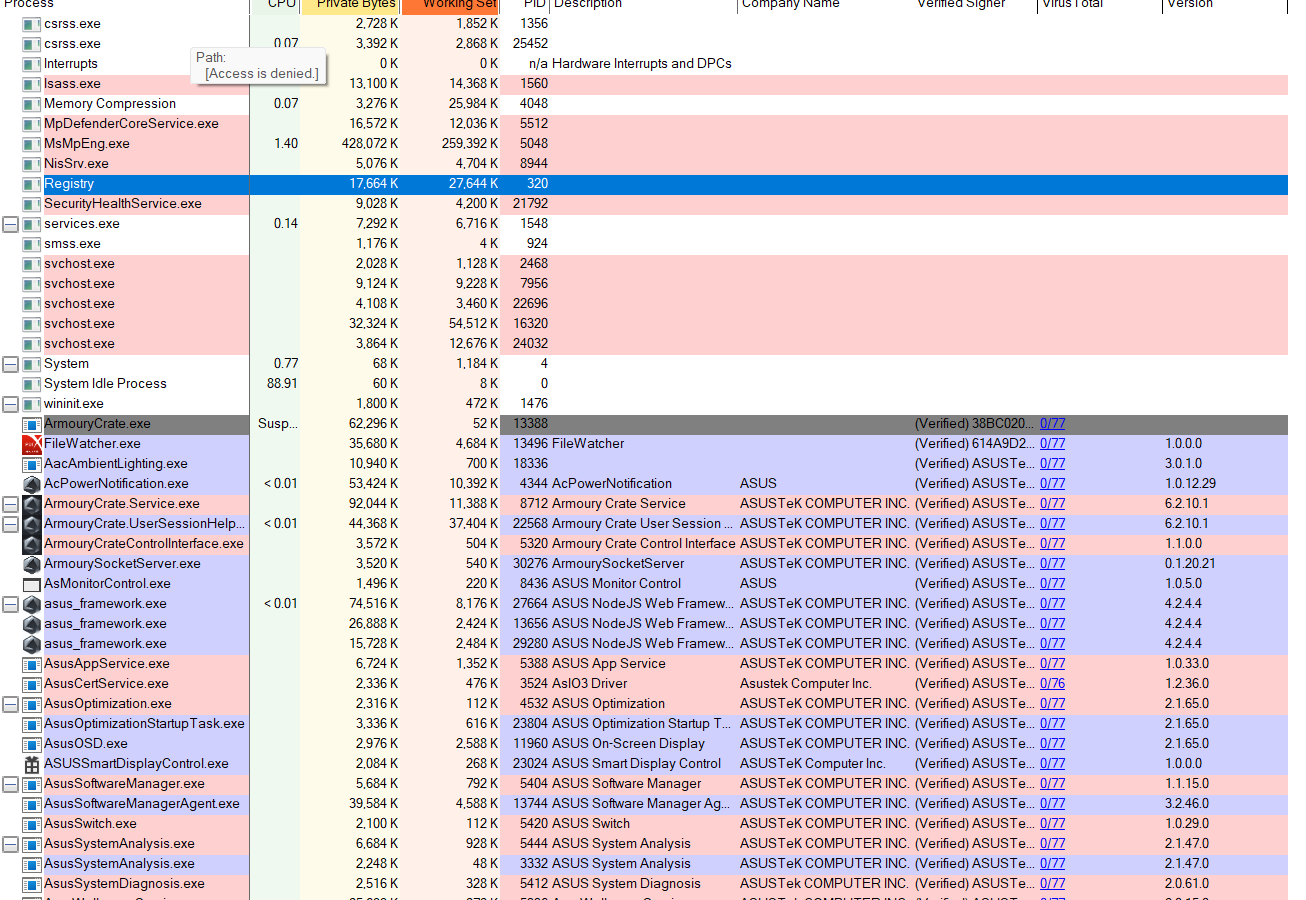 Process CPU Private Bytes Working Set PID Description Company Name Verified Signer Virus Total Version
csrss.exe 2,728 K 1,852 K 1356
csrss.exe 0.07 3,392 K 2,868 K 25452
Interrupts 0 K 0 K n/a Hardware Interrupts and DPCs
Path:
[Access is denied.]
lsass.exe 13,100 K 14,368 K 1560
Memory Compression 0.07 3,276 K 25,984 K 4048
MpDefenderCoreService.exe 16,572 K 12,036 K 5512
MsMpEng.exe 1.40 428,072 K 259,392 K 5048
NisSrv.exe 5,076 K 4,704 K 8944
Registry 17,664 K 27,644 K 320
SecurityHealthService.exe 9,028 K 4,200 K 21792
services.exe 0.14 7,292 K 6,716 K 1548
smss.exe 1,176 K 4 K 924
svchost.exe 2,028 K 1,128 K 2468
svchost.exe 9,124 K 9,228 K 7956
svchost.exe 4,108 K 3,460 K 22696
svchost.exe 32,324 K 54,512 K 16320
svchost.exe 3,864 K 12,676 K 24032
System 0.77 68 K 1,184 K 4
System Idle Process 88.91 60 K 8 K 0
wininit.exe 1,800 K 472 K 1476
ArmouryCrate.exe Susp... 62,296 K 52 K 13388 (Verified) 38BC020... 0/77
FileWatcher.exe 35,680 K 4,684 K 13496 FileWatcher (Verified) 614A9D2... 0/77 1.0.0.0
AacAmbientLighting.exe 10,940 K 700 K 18336 (Verified) ASUSTe... 0/77 3.0.1.0
AcPowerNotification.exe < 0.01 53,424 K 10,392 K 4344 AcPowerNotification ASUS (Verified) ASUSTe... 0/77 1.0.12.29
ArmouryCrate.Service.exe 92,044 K 11,388 K 8712 Armoury Crate Service ASUSTeK COMPUTER INC. (Verified) ASUSTe... 0/77 6.2.10.1
ArmouryCrate.UserSessionHelp... < 0.01 44,368 K 37,404 K 22568 Armoury Crate User Session ... ASUSTeK COMPUTER INC. (Verified) ASUSTe... 0/77 6.2.10.1
ArmouryCrateControlInterface.exe 3,572 K 504 K 5320 Armoury Crate Control Interface ASUSTeK COMPUTER INC. (Verified) ASUSTe... 0/77 1.1.0.0
ArmourySocketServer.exe 3,520 K 540 K 30276 ArmourySocketServer ASUSTeK COMPUTER INC. (Verified) ASUSTe... 0/77 0.1.20.21
AsMonitorControl.exe 1,496 K 220 K 8436 ASUS Monitor Control ASUS (Verified) ASUSTe... 0/77 1.0.5.0
asus_framework.exe < 0.01 74,516 K 8,176 K 27664 ASUS NodeJS Web Framew... ASUSTeK COMPUTER INC. (Verified) ASUSTe... 0/77 4.2.4.4
asus_framework.exe 26,888 K 2,424 K 13656 ASUS NodeJS Web Framew... ASUSTeK COMPUTER INC. (Verified) ASUSTe... 0/77 4.2.4.4
asus_framework.exe 15,728 K 2,484 K 29280 ASUS NodeJS Web Framew... ASUSTeK COMPUTER INC. (Verified) ASUSTe... 0/77 4.2.4.4
AsusAppService.exe 6,724 K 1,352 K 5388 ASUS App Service ASUSTeK COMPUTER INC. (Verified) ASUSTe... 0/77 1.0.33.0
AsusCertService.exe 2,336 K 476 K 3524 AsIO3 Driver Asustek Computer Inc. (Verified) ASUSTe... 0/76 1.2.36.0
AsusOptimization.exe 2,316 K 112 K 4532 ASUS Optimization ASUSTeK COMPUTER INC. (Verified) ASUSTe... 0/77 2.1.65.0
AsusOptimizationStartupTask.exe 3,336 K 616 K 23804 ASUS Optimization Startup T... ASUSTeK COMPUTER INC. (Verified) ASUSTe... 0/77 2.1.65.0
AsusOSD.exe 2,976 K 2,588 K 11960 ASUS On-Screen Display ASUSTeK COMPUTER INC. (Verified) ASUSTe... 0/77 2.1.65.0
ASUSSmartDisplayControl.exe 2,084 K 268 K 23024 ASUS Smart Display Control ASUSTeK Computer Inc. (Verified) ASUSTe... 0/77 1.0.0.0
AsusSoftwareManager.exe 5,684 K 792 K 5404 ASUS Software Manager ASUSTeK COMPUTER INC. (Verified) ASUSTe... 0/77 1.1.15.0
AsusSoftwareManagerAgent.exe 39,584 K 4,588 K 13744 ASUS Software Manager Ag... ASUSTeK COMPUTER INC. (Verified) ASUSTe... 0/77 3.2.46.0
AsusSwitch.exe 2,100 K 112 K 5420 ASUS Switch ASUSTeK COMPUTER INC. (Verified) ASUSTe... 0/77 1.0.29.0
AsusSystemAnalysis.exe 6,684 K 928 K 5444 ASUS System Analysis ASUSTeK COMPUTER INC. (Verified) ASUSTe... 0/77 2.1.47.0
AsusSystemAnalysis.exe 2,248 K 48 K 3332 ASUS System Analysis ASUSTeK COMPUTER INC. (Verified) ASUSTe... 0/77 2.1.47.0
AsusSystemDiagnosis.exe 2,516 K 328 K 5412 ASUS System Diagnosis ASUSTeK COMPUTER INC. (Verified) ASUSTe... 0/77 2.0.61.0